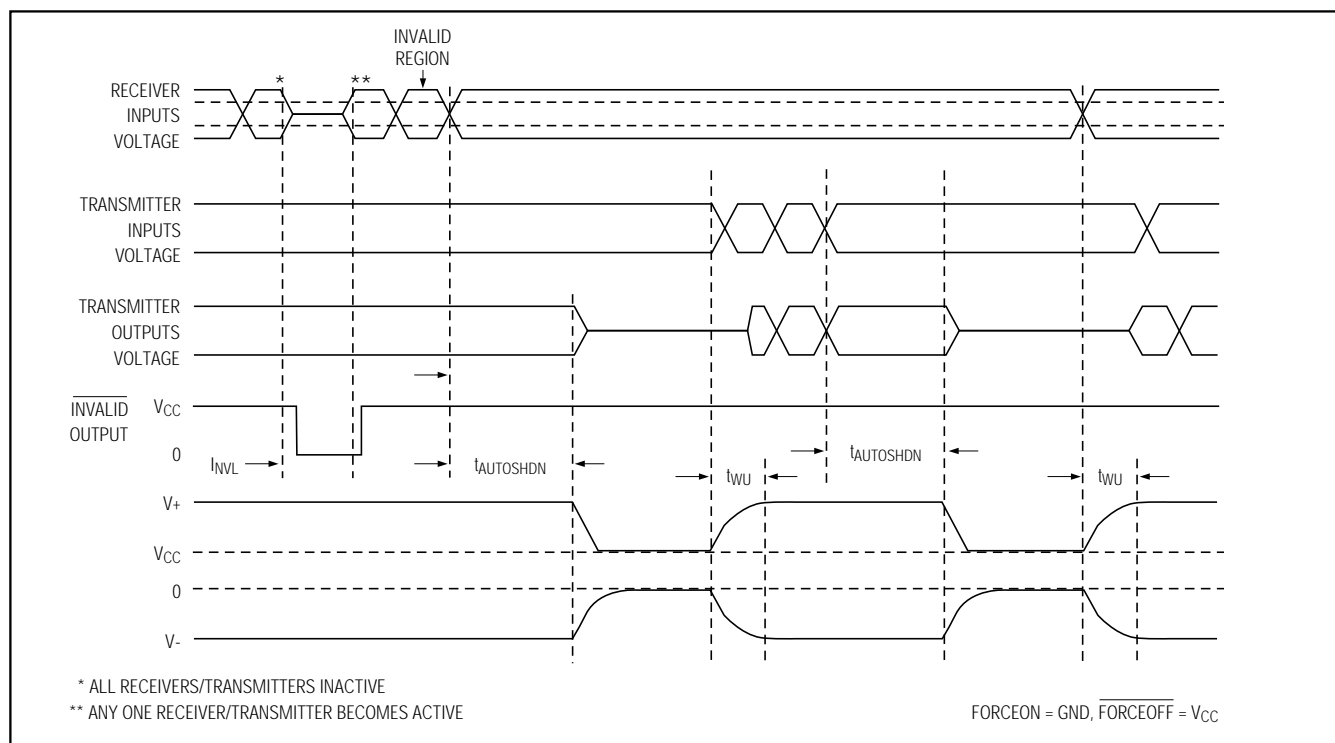 INVALID
REGION
*
**
RECEIVER
INPUTS
VOLTAGE
TRANSMITTER
INPUTS
VOLTAGE
TRANSMITTER
OUTPUTS
VOLTAGE
INVALID
OUTPUT
VCC
0
INVL
tAUTOSHDN
tWU
tAUTOSHDN
tWU
V+
VCC
0
V-
* ALL RECEIVERS/TRANSMITTERS INACTIVE
** ANY ONE RECEIVER/TRANSMITTER BECOMES ACTIVE
FORCEON = GND, FORCEOFF = VCC